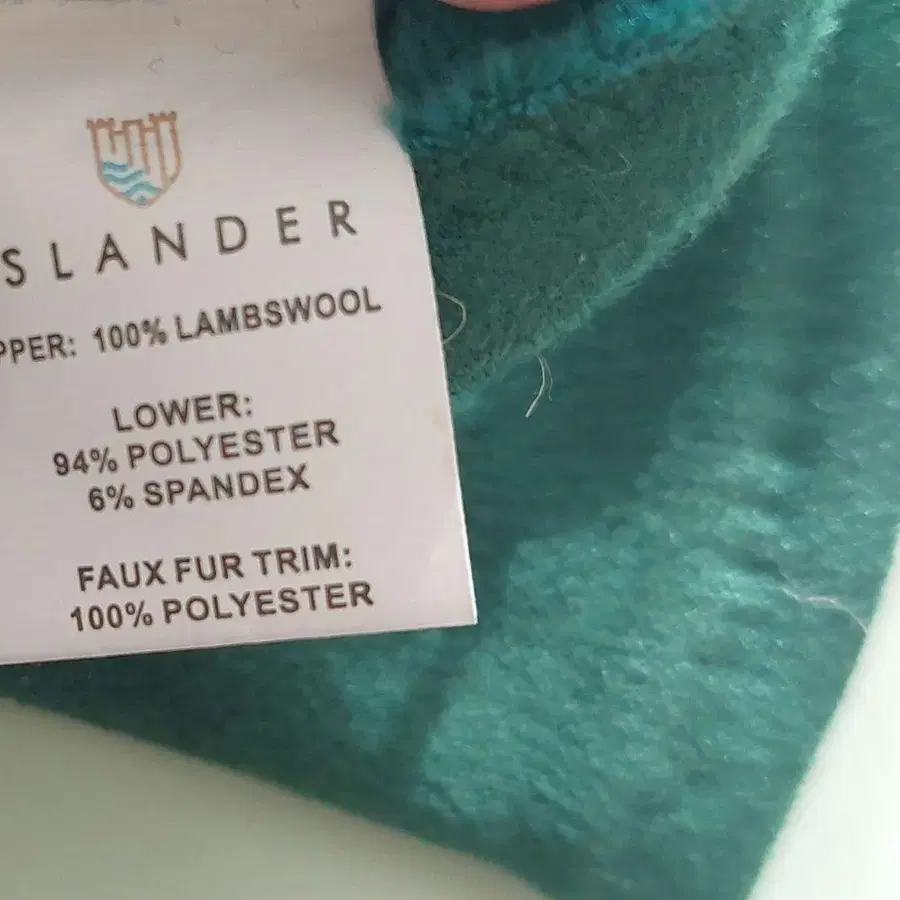 SLANDER
PPER: 100% LAMBSWOOL
LOWER:
94% POLYESTER
6% SPANDEX
FAUX FUR TRIM:
100% POLYESTER